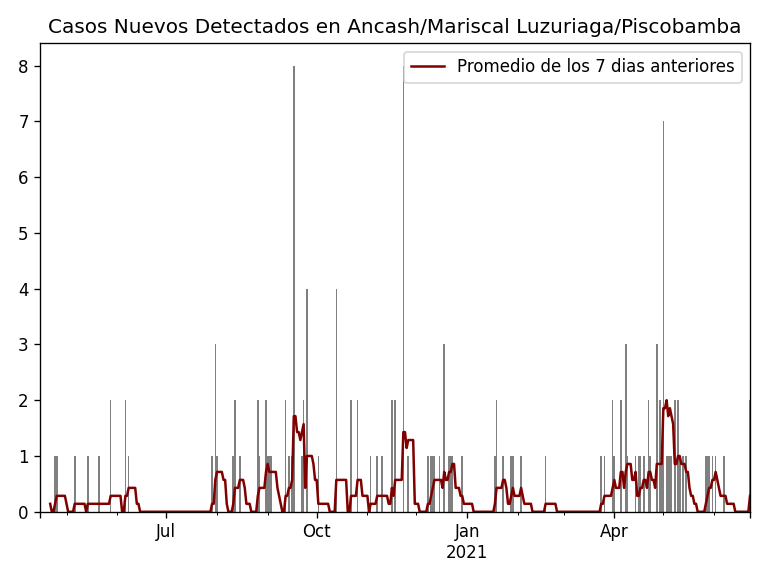 Casos Nuevos Detectados en Ancash/Mariscal Luzuriaga/Piscobamba
Promedio de los 7 dias anteriores
8
7
6
5
4
3
2
1
0
Jul
Oct
Jan
2021
Apr